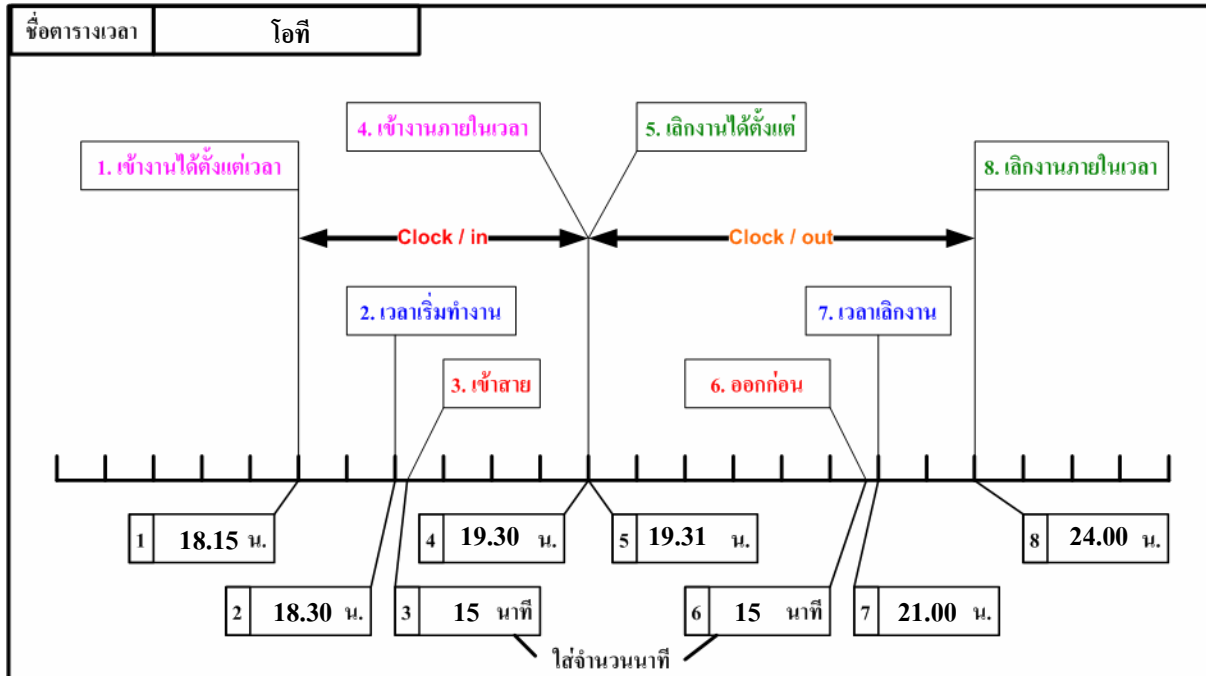 ชื่อตารางเวลา โอที
4. เข้างานภายในเวลา 5. เลิกงานได้ตั้งแต่
1. เข้างานได้ตั้งแต่เวลา 8. เลิกงานภายในเวลา
Clock / in Clock / out
2. เวลาเริ่มทำงาน 7. เวลาเลิกงาน
3. เข้าสาย 6. ออกก่อน
1 18.15 น. 4 19.30 น. 5 19.31 น. 8 24.00 น.
2 18.30 น. 3 15 นาที 6 15 นาที 7 21.00 น.
ใส่จำนวนนาที